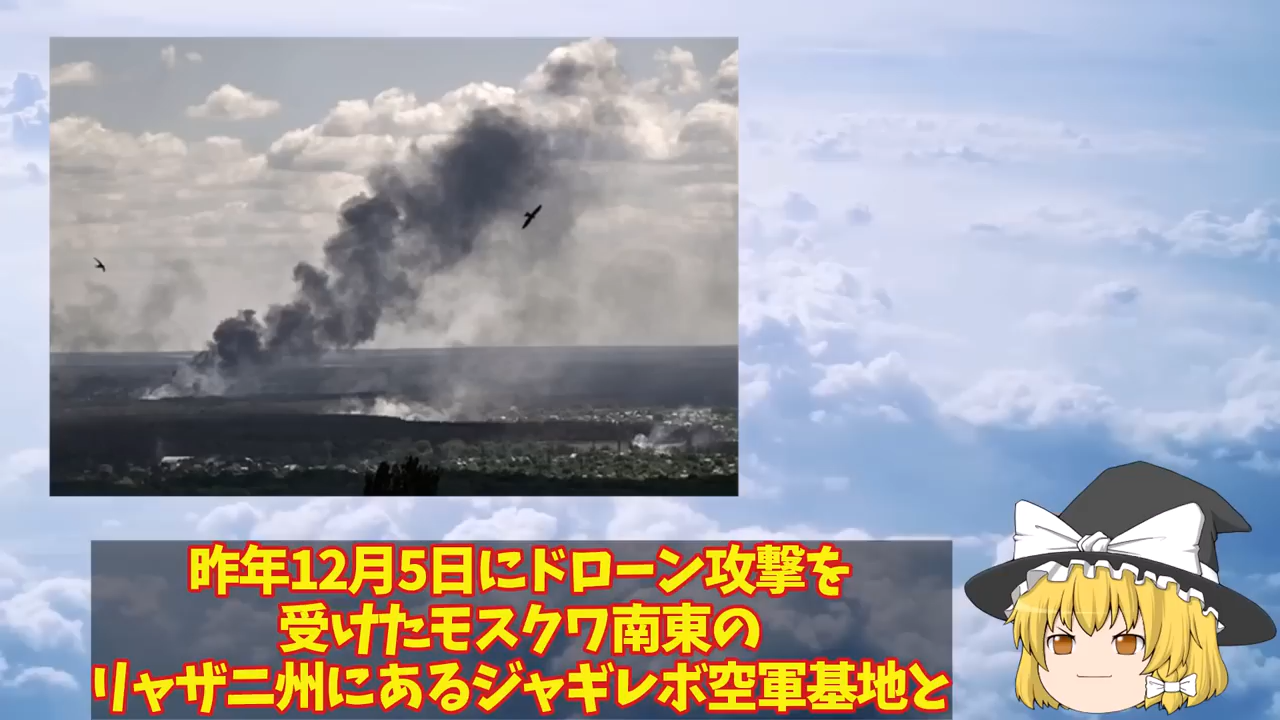 昨年12月5日にドローン攻撃を
受けたモスクワ南東の
リャザニ州にあるジャギレボ空軍基地と